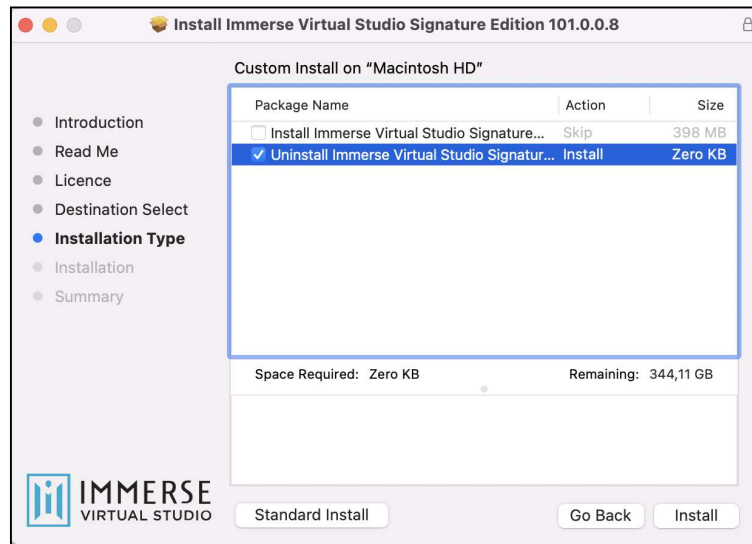 Install Immerse Virtual Studio Signature Edition 101.0.0.8
Custom Install on “Macintosh HD”
Introduction
Read Me
Licence
Destination Select
Installation Type
Installation
Summary
Package Name Action Size
Install Immerse Virtual Studio Signature... Skip 398 MB
Uninstall Immerse Virtual Studio Signatur... Install Zero KB
Space Required: Zero KB Remaining: 344,11 GB
IMMERSE
VIRTUAL STUDIO
Standard Install Go Back Install